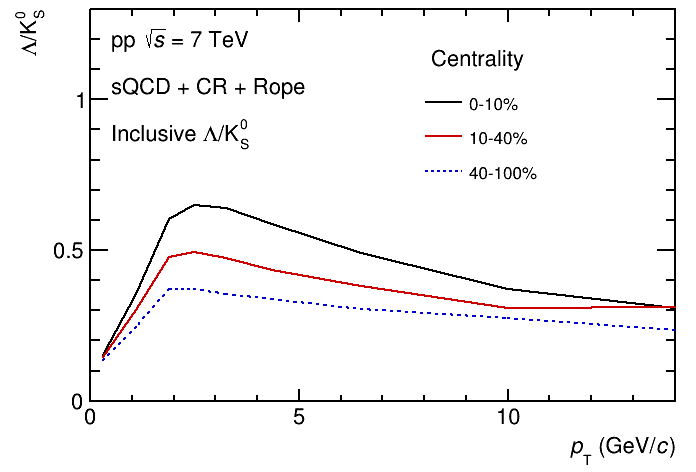 Λ/K⁰_S
pp √s = 7 TeV
sQCD + CR + Rope
Inclusive Λ/K⁰_S
Centrality
0-10%
10-40%
40-100%
1
0.5
0
0 5 10
p_T (GeV/c)